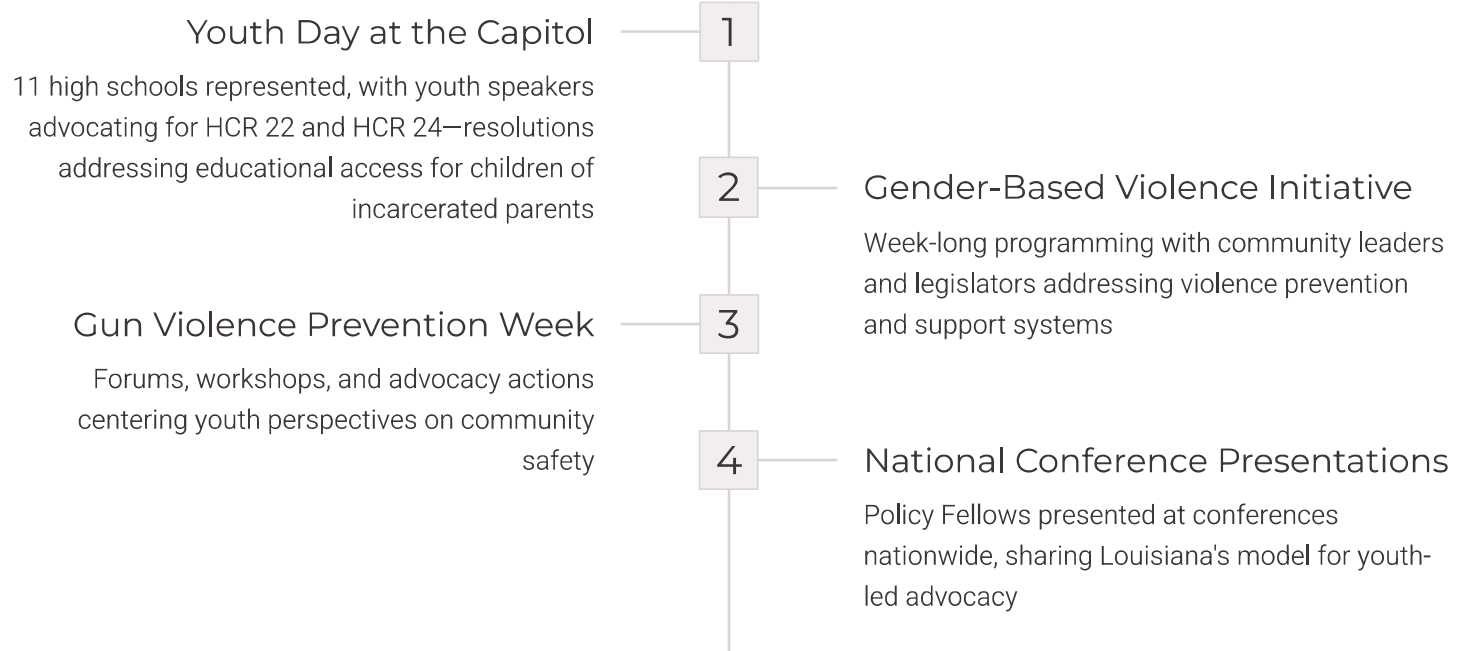 Youth Day at the Capitol
1
11 high schools represented, with youth speakers
advocating for HCR 22 and HCR 24—resolutions
addressing educational access for children of
incarcerated parents
2
Gender-Based Violence Initiative
Week-long programming with community leaders
and legislators addressing violence prevention
and support systems
Gun Violence Prevention Week
3
Forums, workshops, and advocacy actions
centering youth perspectives on community
safety
4
National Conference Presentations
Policy Fellows presented at conferences
nationwide, sharing Louisiana's model for youth-
led advocacy